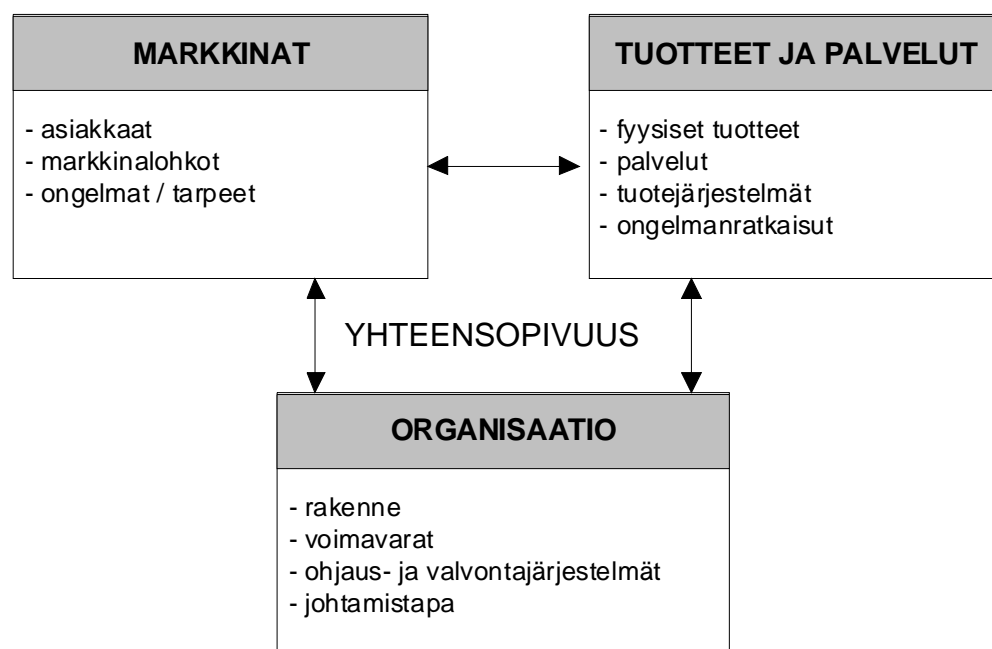 MARKKINAT
- asiakkaat
- markkinalohkot
- ongelmat / tarpeet
TUOTTEET JA PALVELUT
- fyysiset tuotteet
- palvelut
- tuotejärjestelmät
- ongelmanratkaisut
YHTEENSOPIVUUS
ORGANISAATIO
- rakenne
- voimavarat
- ohjaus- ja valvontajärjestelmät
- johtamistapa